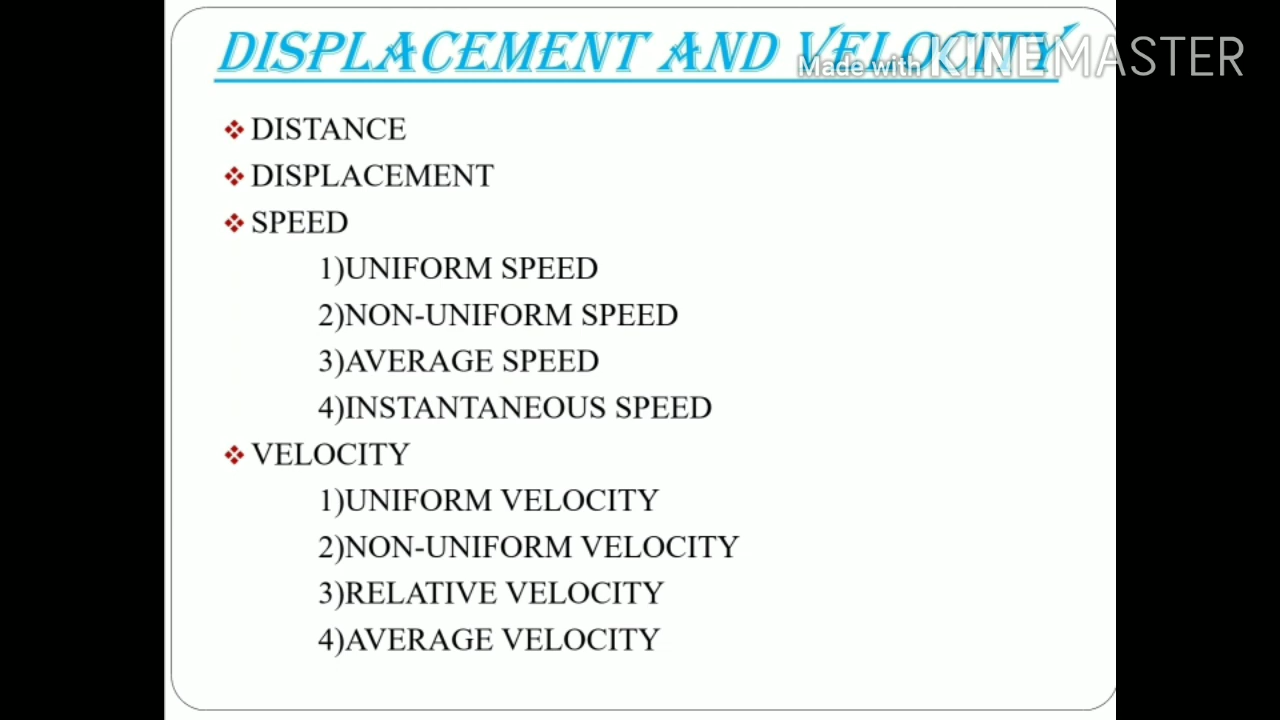 DISPLACEMENT AND VELOCITY
Made with KINEMASTER
DISTANCE
DISPLACEMENT
SPEED
1)UNIFORM SPEED
2)NON-UNIFORM SPEED
3)AVERAGE SPEED
4)INSTANTANEOUS SPEED
VELOCITY
1)UNIFORM VELOCITY
2)NON-UNIFORM VELOCITY
3)RELATIVE VELOCITY
4)AVERAGE VELOCITY